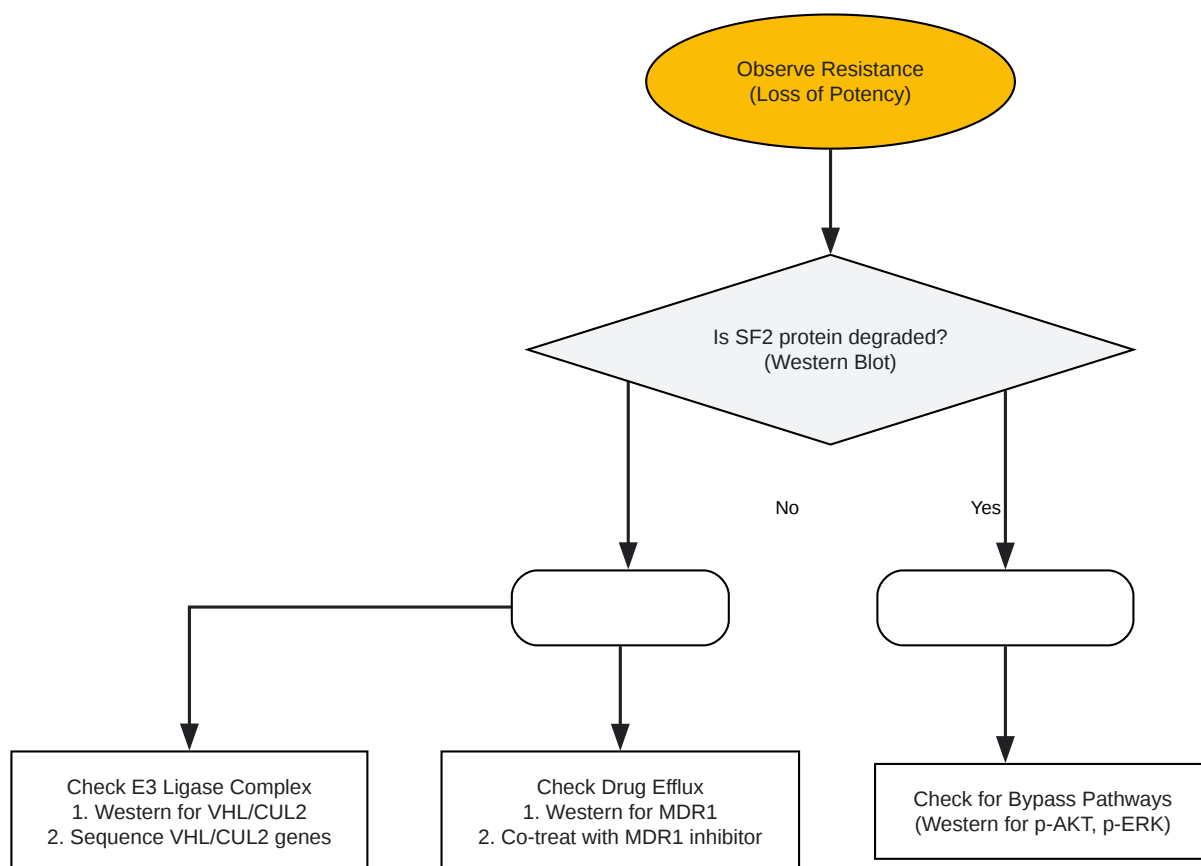 Observe Resistance
(Loss of Potency)
Is SF2 protein degraded?
(Western Blot)
No
Yes
Check E3 Ligase Complex
1. Western for VHL/CUL2
2. Sequence VHL/CUL2 genes
Check Drug Efflux
1. Western for MDR1
2. Co-treat with MDR1 inhibitor
Check for Bypass Pathways
(Western for p-AKT, p-ERK)